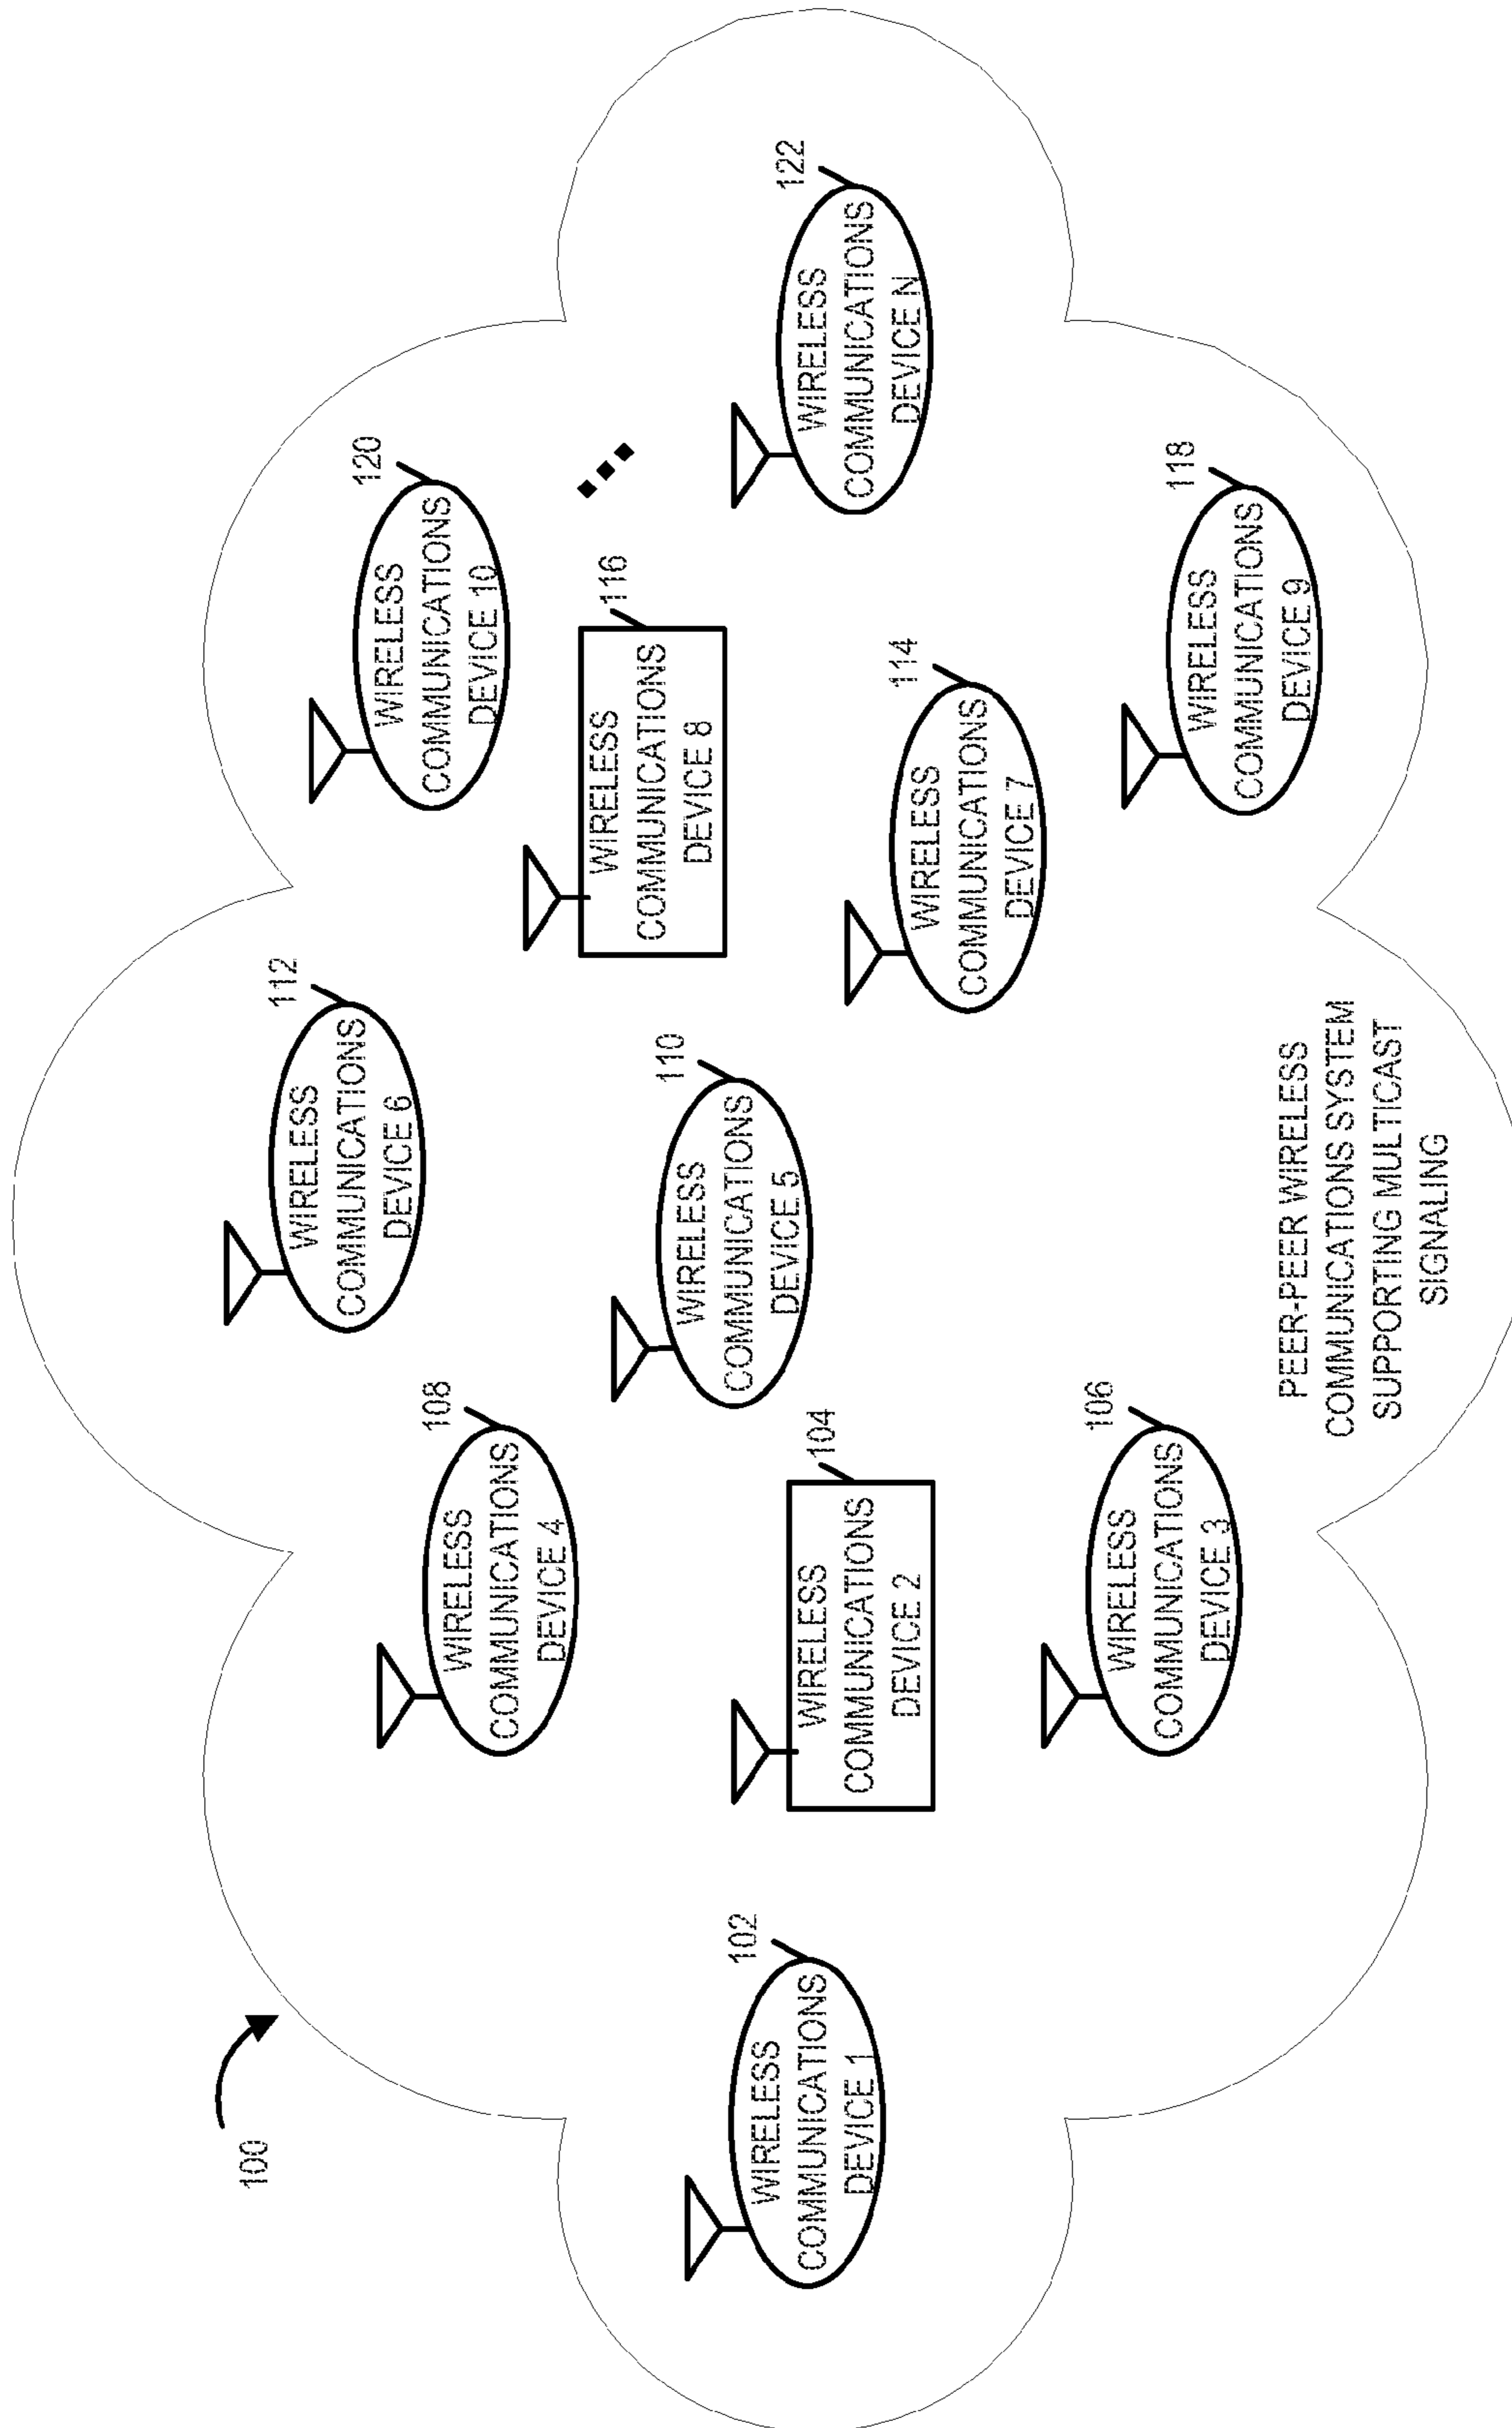 100
102
WIRELESS
COMMUNICATIONS
DEVICE 1
104
WIRELESS
COMMUNICATIONS
DEVICE 2
106
WIRELESS
COMMUNICATIONS
DEVICE 3
108
WIRELESS
COMMUNICATIONS
DEVICE 4
110
WIRELESS
COMMUNICATIONS
DEVICE 5
112
WIRELESS
COMMUNICATIONS
DEVICE 6
114
WIRELESS
COMMUNICATIONS
DEVICE 7
116
WIRELESS
COMMUNICATIONS
DEVICE 8
118
WIRELESS
COMMUNICATIONS
DEVICE 9
120
WIRELESS
COMMUNICATIONS
DEVICE 10
122
WIRELESS
COMMUNICATIONS
DEVICE N
PEER-PEER WIRELESS
COMMUNICATIONS SYSTEM
SUPPORTING MULTICAST
SIGNALING